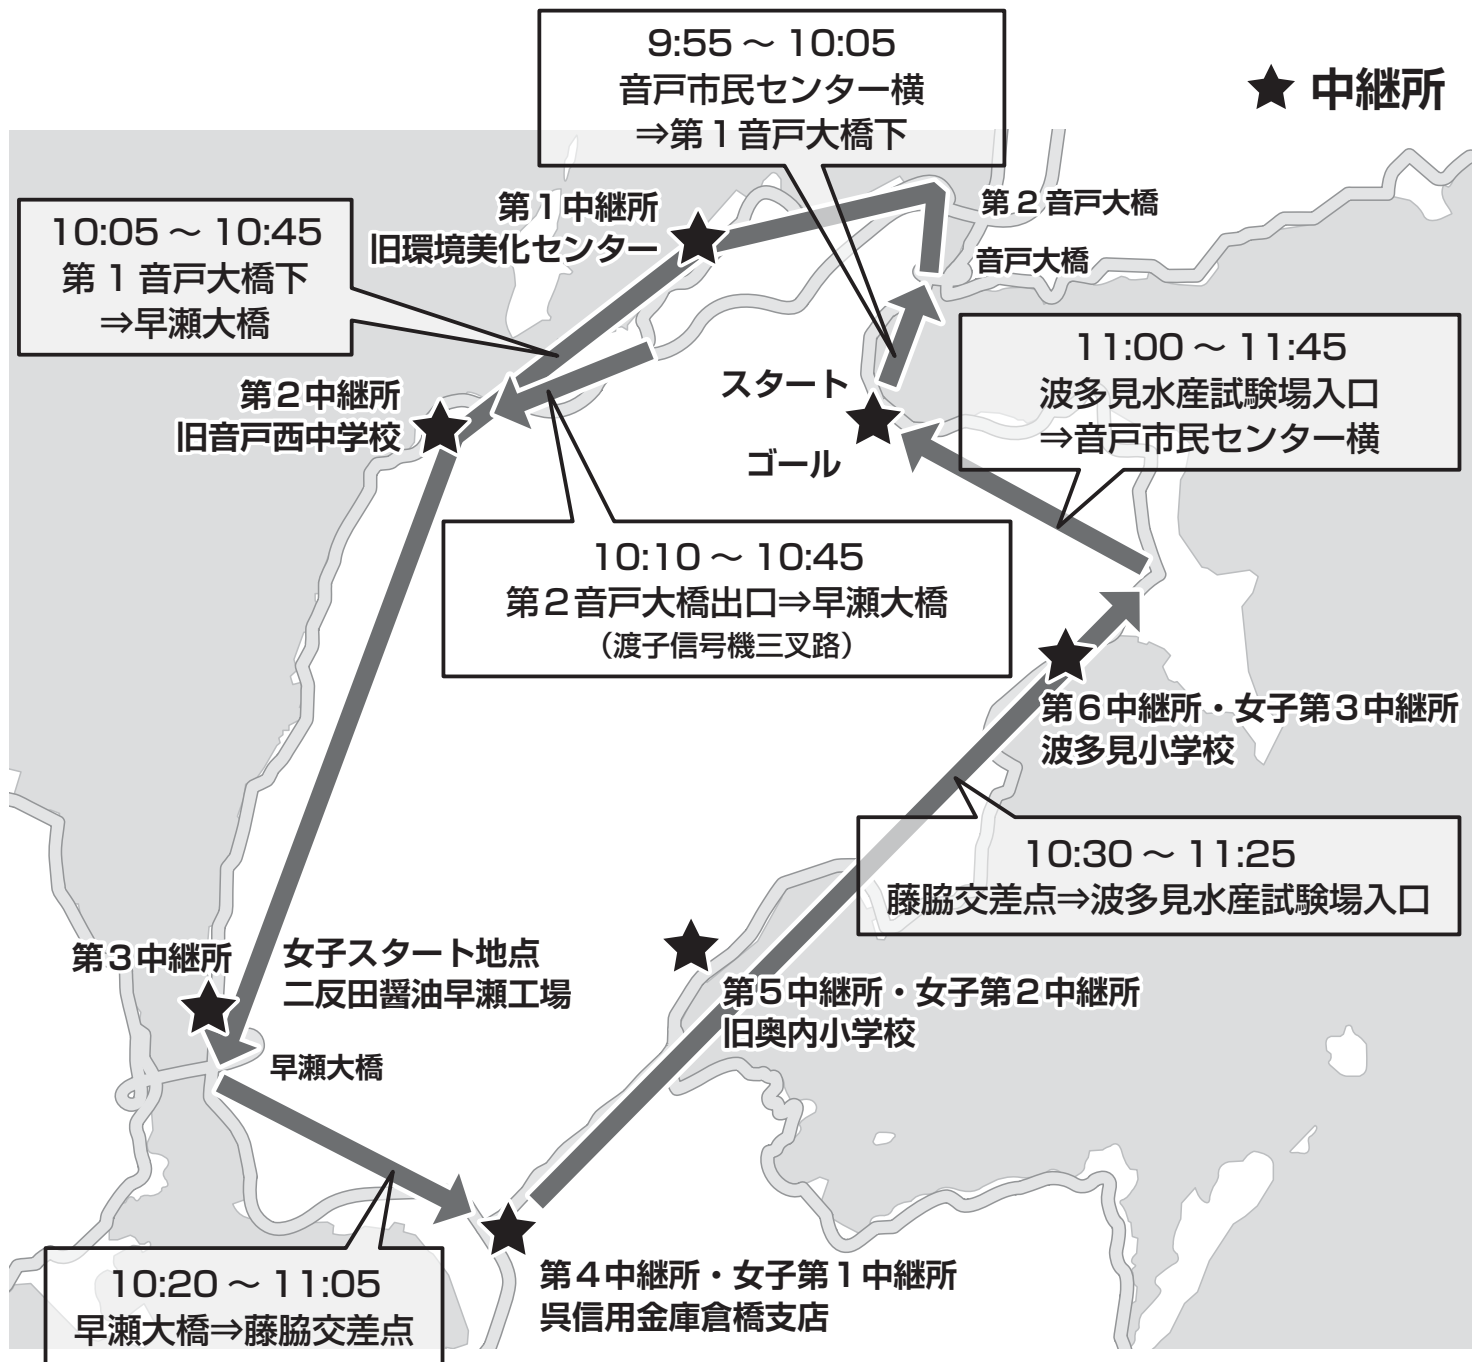 9:55 ～ 10:05
音戸市民センター横
⇒第1音戸大橋下
★ 中継所
第2音戸大橋
音戸大橋
第1中継所
旧環境美化センター
10:05 ～ 10:45
第1音戸大橋下
⇒早瀬大橋
11:00 ～ 11:45
波多見水産試験場入口
⇒音戸市民センター横
スタート
ゴール
第2中継所
旧音戸西中学校
10:10 ～ 10:45
第2音戸大橋出口⇒早瀬大橋
（渡子信号機三叉路）
第6中継所・女子第3中継所
波多見小学校
10:30 ～ 11:25
藤脇交差点⇒波多見水産試験場入口
第3中継所
女子スタート地点
二反田醤油早瀬工場
第5中継所・女子第2中継所
旧奥内小学校
早瀬大橋
10:20 ～ 11:05
早瀬大橋⇒藤脇交差点
第4中継所・女子第1中継所
呉信用金庫倉橋支店